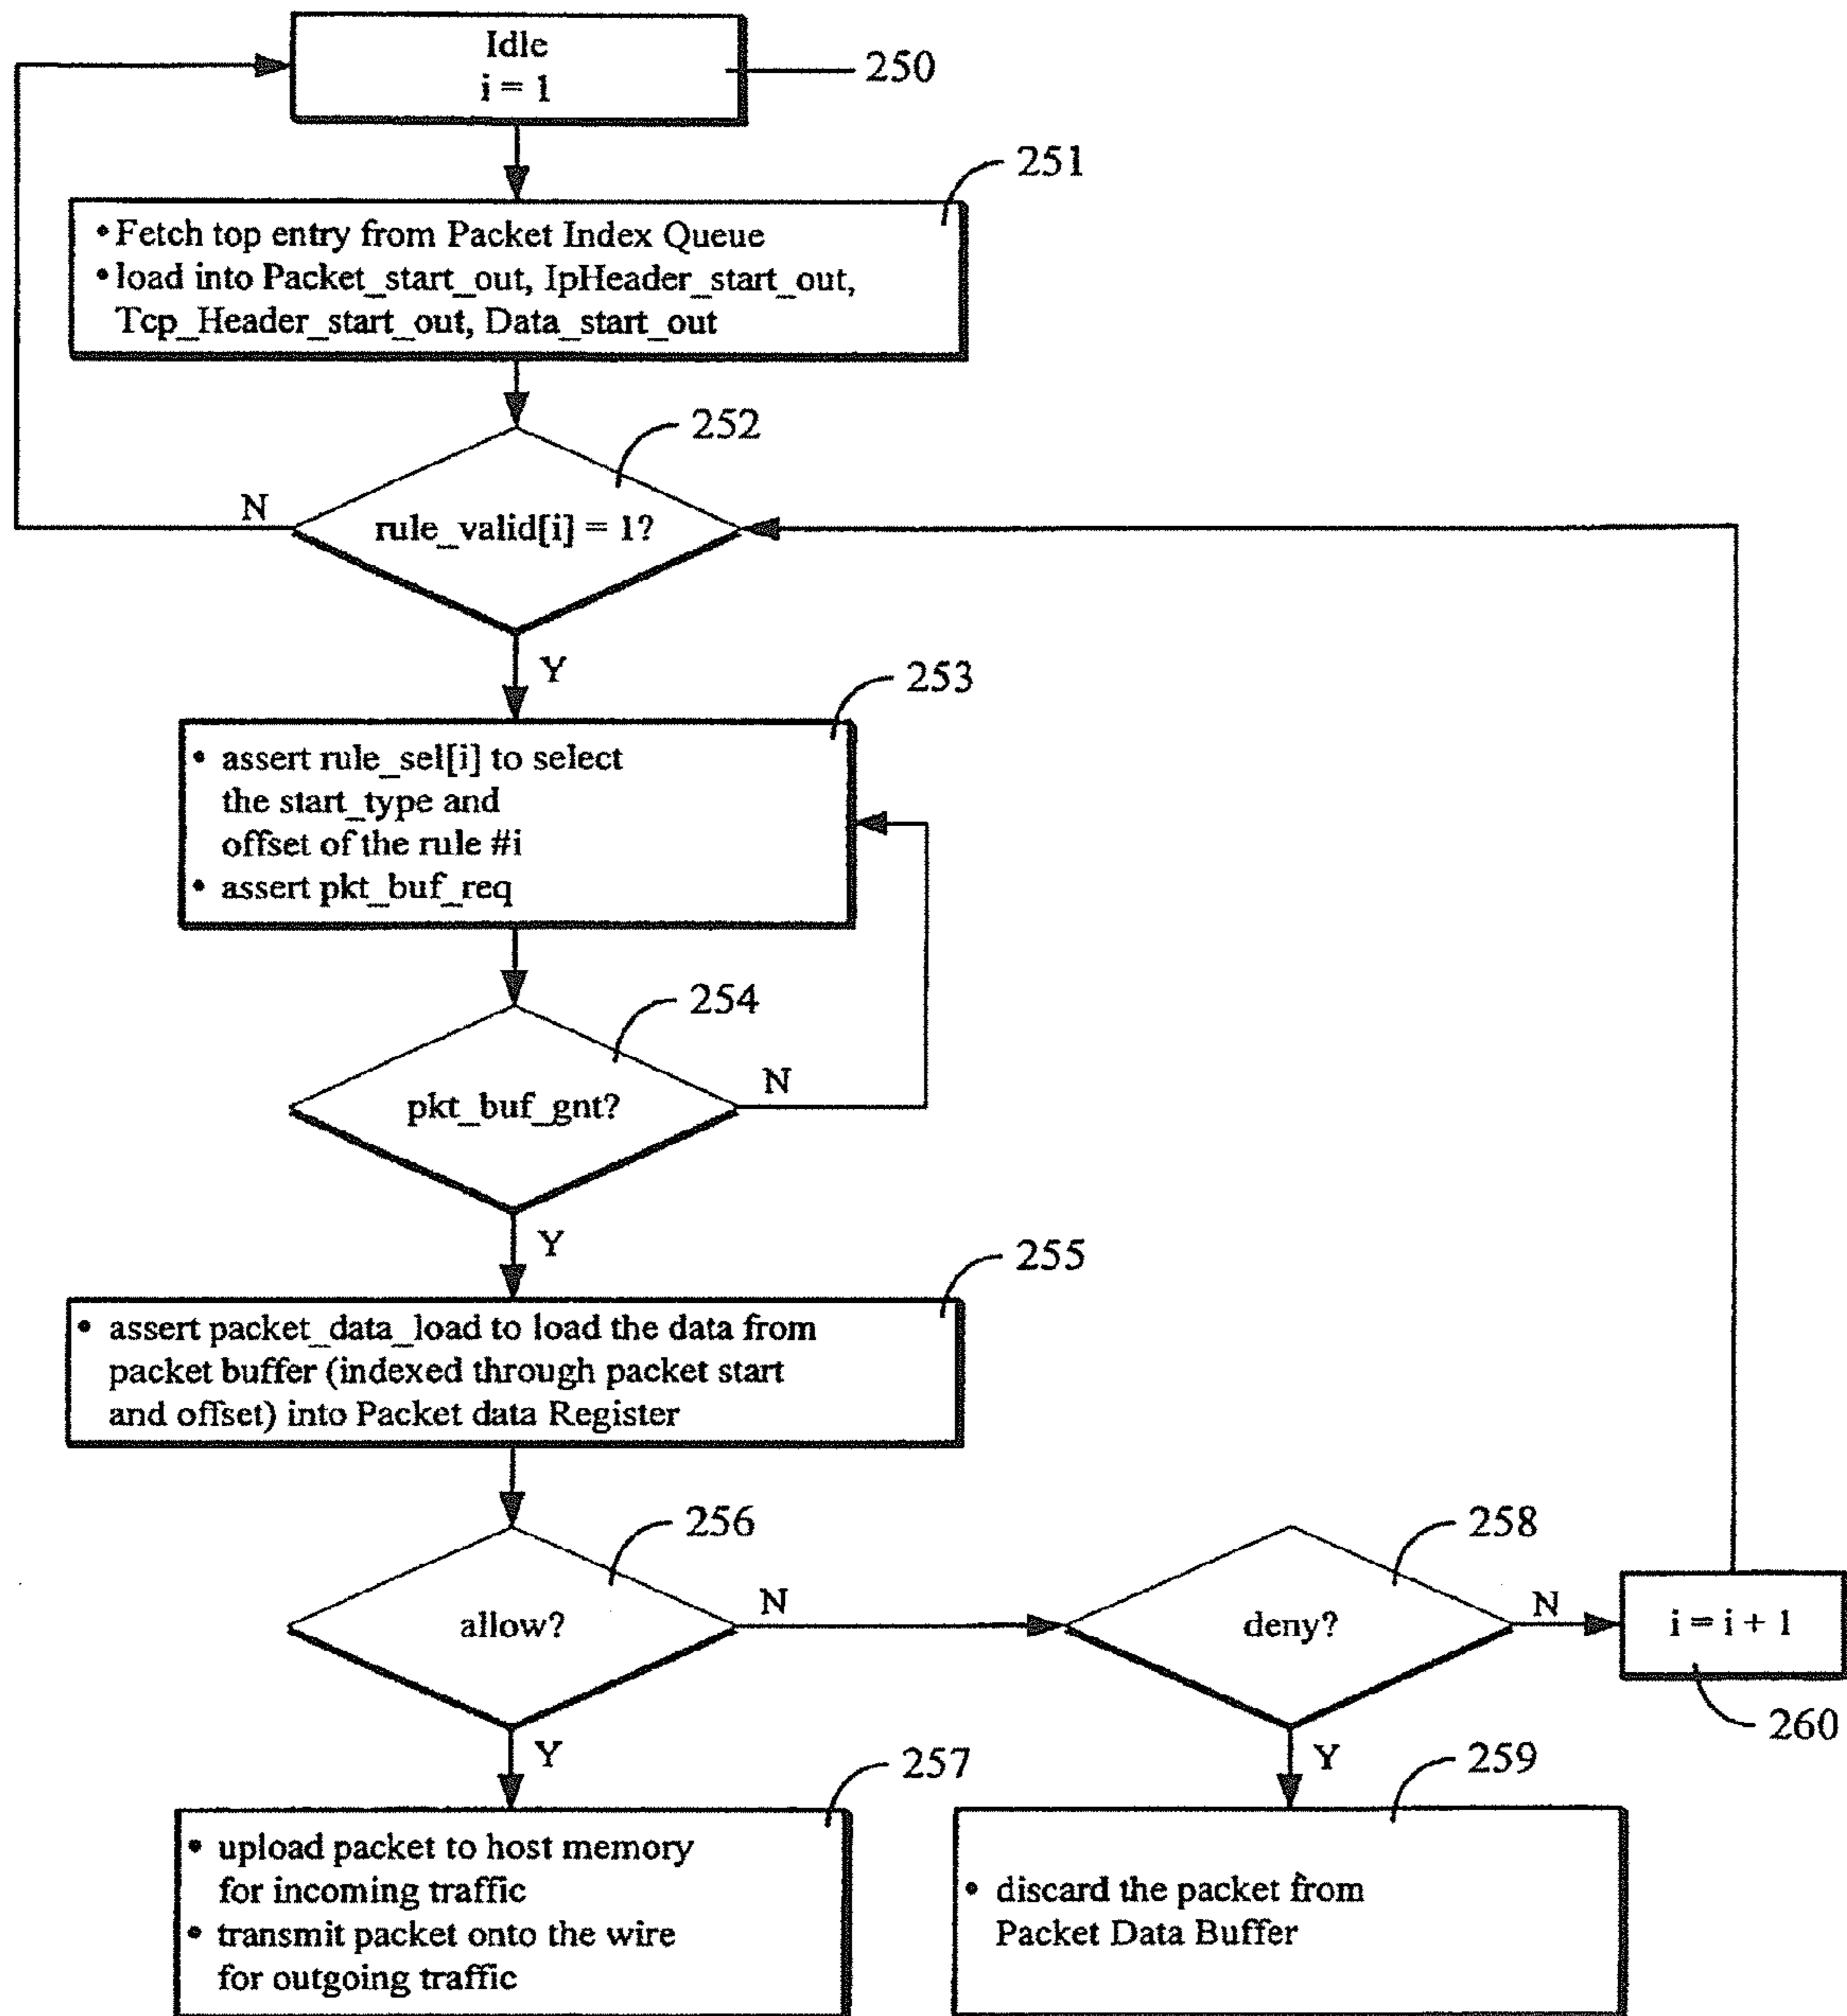 Idle
i = 1
250
251
• Fetch top entry from Packet Index Queue
• load into Packet_start_out, IpHeader_start_out,
Tcp_Header_start_out, Data_start_out
252
N
rule_valid[i] = 1?
Y
253
• assert rule_sel[i] to select
the start_type and
offset of the rule #i
• assert pkt_buf_req
254
N
pkt_buf_gnt?
Y
255
• assert packet_data_load to load the data from
packet buffer (indexed through packet start
and offset) into Packet data Register
256
258
allow?
N
deny?
N
i = i + 1
260
Y
257
Y
259
• upload packet to host memory
for incoming traffic
• transmit packet onto the wire
for outgoing traffic
• discard the packet from
Packet Data Buffer